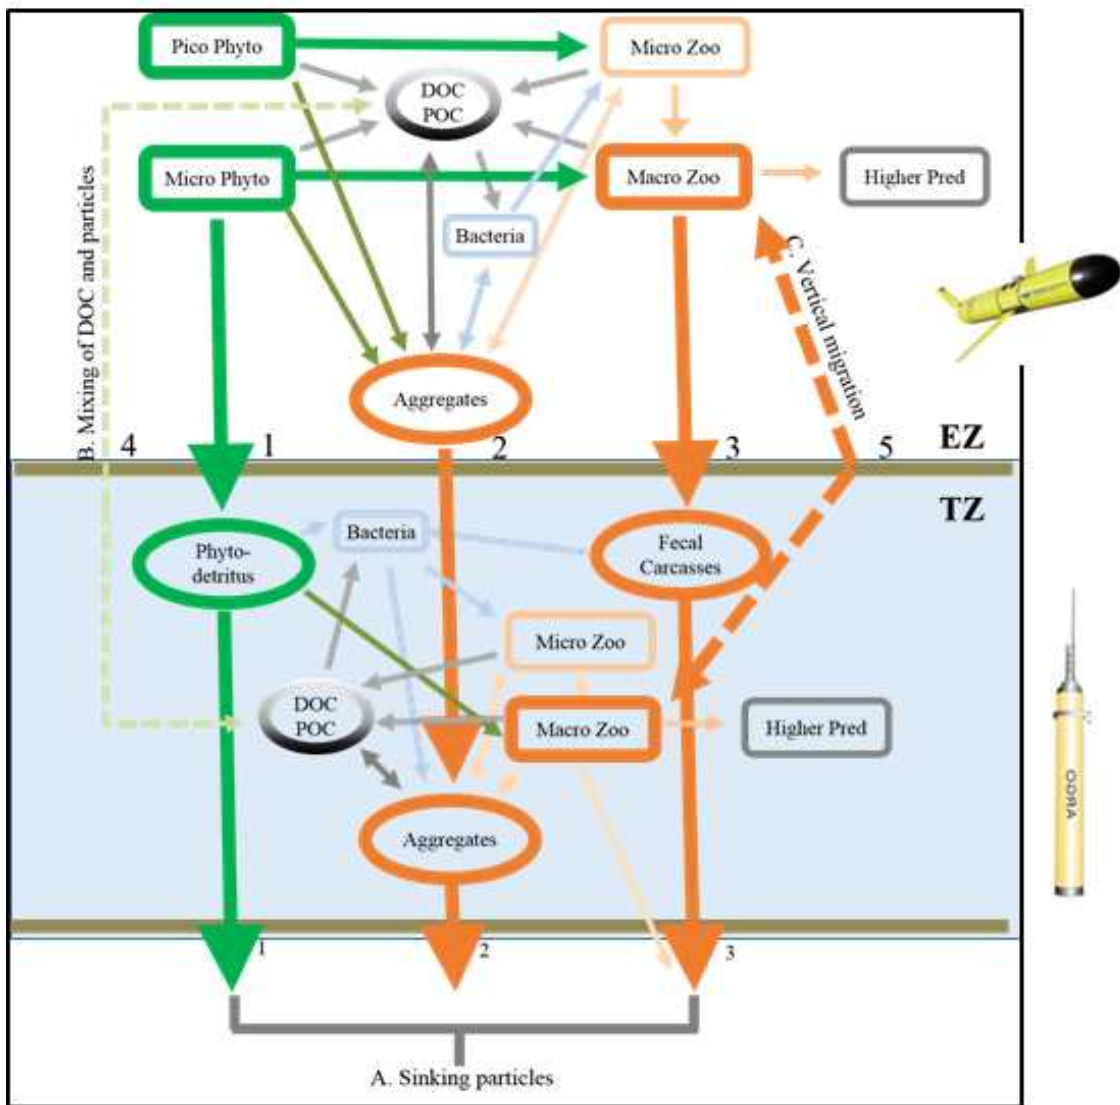 Pico Phyto
Micro Zoo
DOC
POC
Micro Phyto
Macro Zoo
Higher Pred
Bacteria
B. Mixing of DOC and particles
C. Vertical migration
Aggregates
4
1
2
3
5
EZ
TZ
Phyto-
detritus
Bacteria
Fecal
Carcasses
Micro Zoo
DOC
POC
Macro Zoo
Higher Pred
Aggregates
1
2
3
A. Sinking particles